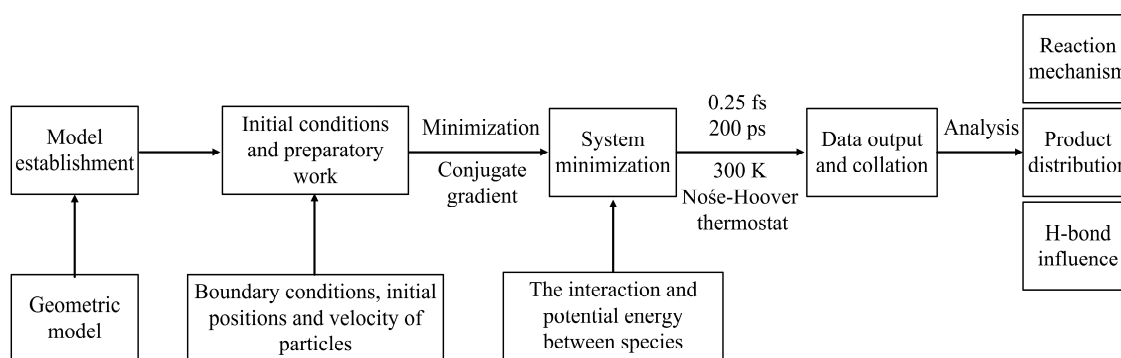 Model
establishment
Geometric
model
Initial conditions
and preparatory
work
Boundary conditions, initial
positions and velocity of
particles
Minimization
Conjugate
gradient
System
minimization
The interaction and
potential energy
between species
0.25 fs
200 ps
300 K
Nośe-Hoover
thermostat
Data output
and collation
Analysis
Reaction
mechanism
Product
distribution
H-bond
influence